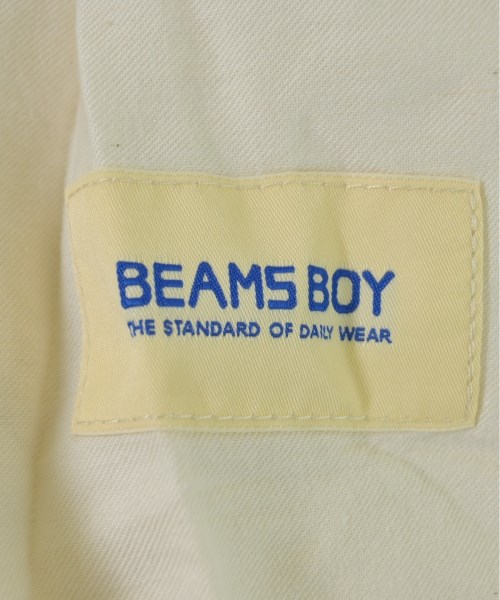 BEAMS BOY
THE STANDARD OF DAILY WEAR